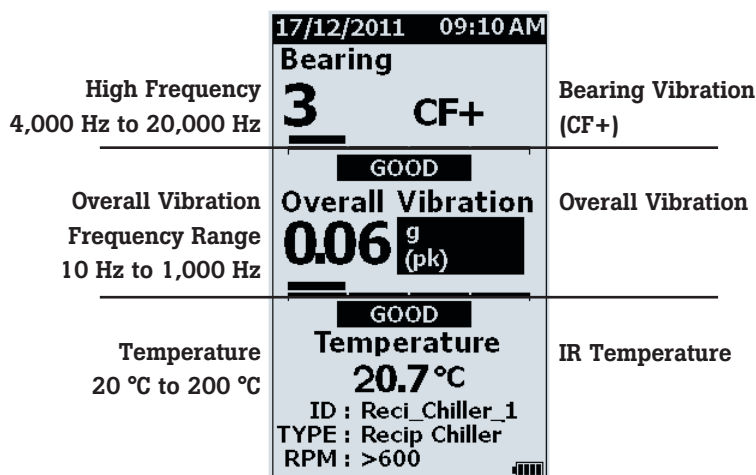 17/12/2011 09:10 AM
Bearing
High Frequency
4,000 Hz to 20,000 Hz
3 CF+
Bearing Vibration
(CF+)
GOOD
Overall Vibration
Frequency Range
10 Hz to 1,000 Hz
Overall Vibration
0.06 g
(pk)
Overall Vibration
GOOD
Temperature
20 °C to 200 °C
Temperature
20.7 °C
IR Temperature
ID : Reci_Chiller_1
TYPE : Recip Chiller
RPM : >600